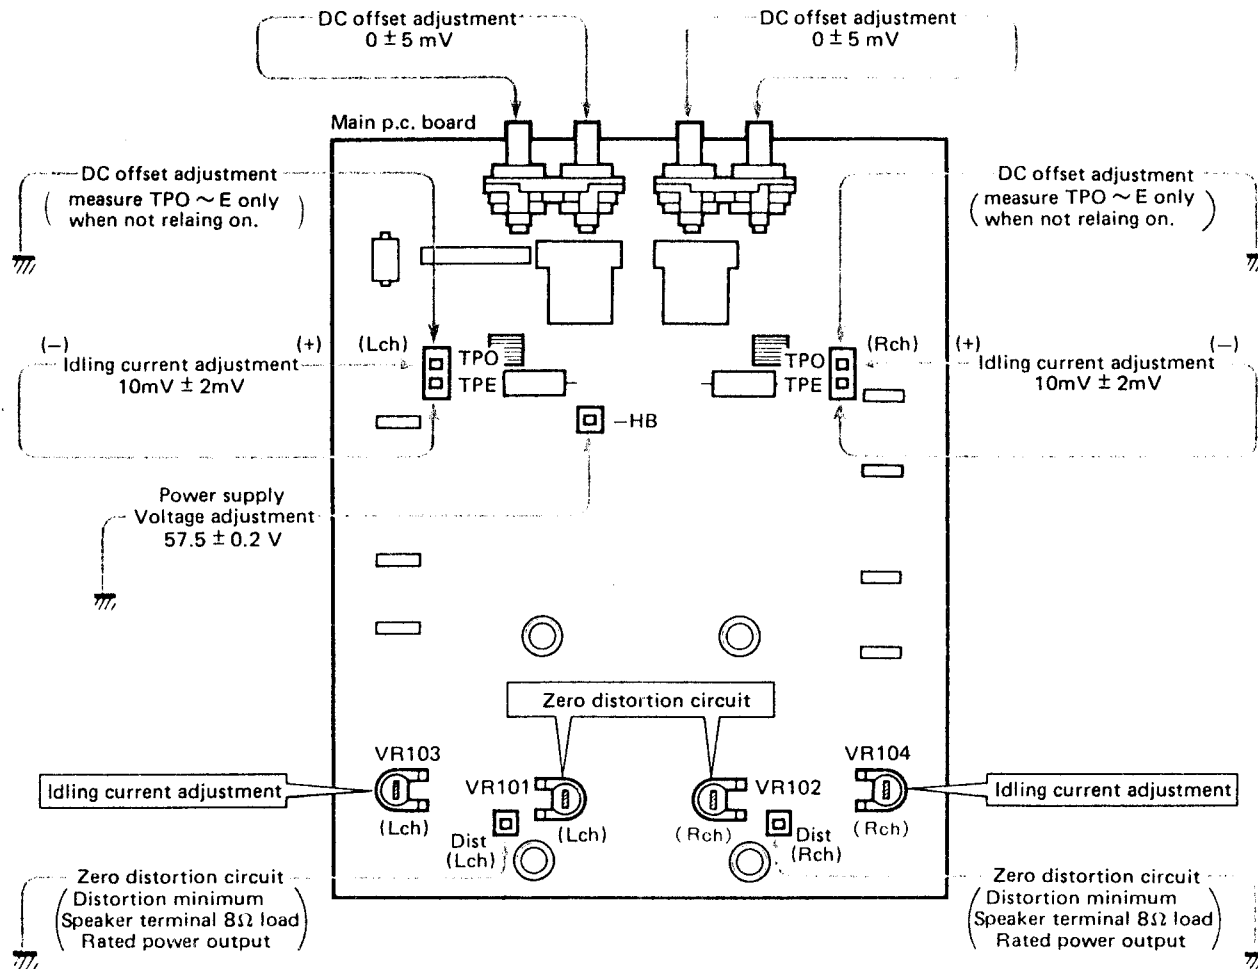 DC offset adjustment
0 ± 5 mV
DC offset adjustment
0 ± 5 mV
Main p.c. board
DC offset adjustment
( measure TPO ~ E only
when not relaing on. )
DC offset adjustment
( measure TPO ~ E only
when not relaing on. )
(−)
(+)
Idling current adjustment
10mV ± 2mV
(Lch)
TPO
TPE
TPO
TPE
(Rch)
(+)
(−)
Idling current adjustment
10mV ± 2mV
−HB
Power supply
Voltage adjustment
57.5 ± 0.2 V
Zero distortion circuit
VR103
VR104
Idling current adjustment
VR101
VR102
Idling current adjustment
(Lch)
(Lch)
(Rch)
(Rch)
Dist
(Lch)
Dist
(Rch)
Zero distortion circuit
( Distortion minimum
Speaker terminal 8Ω load
Rated power output )
Zero distortion circuit
( Distortion minimum
Speaker terminal 8Ω load
Rated power output )